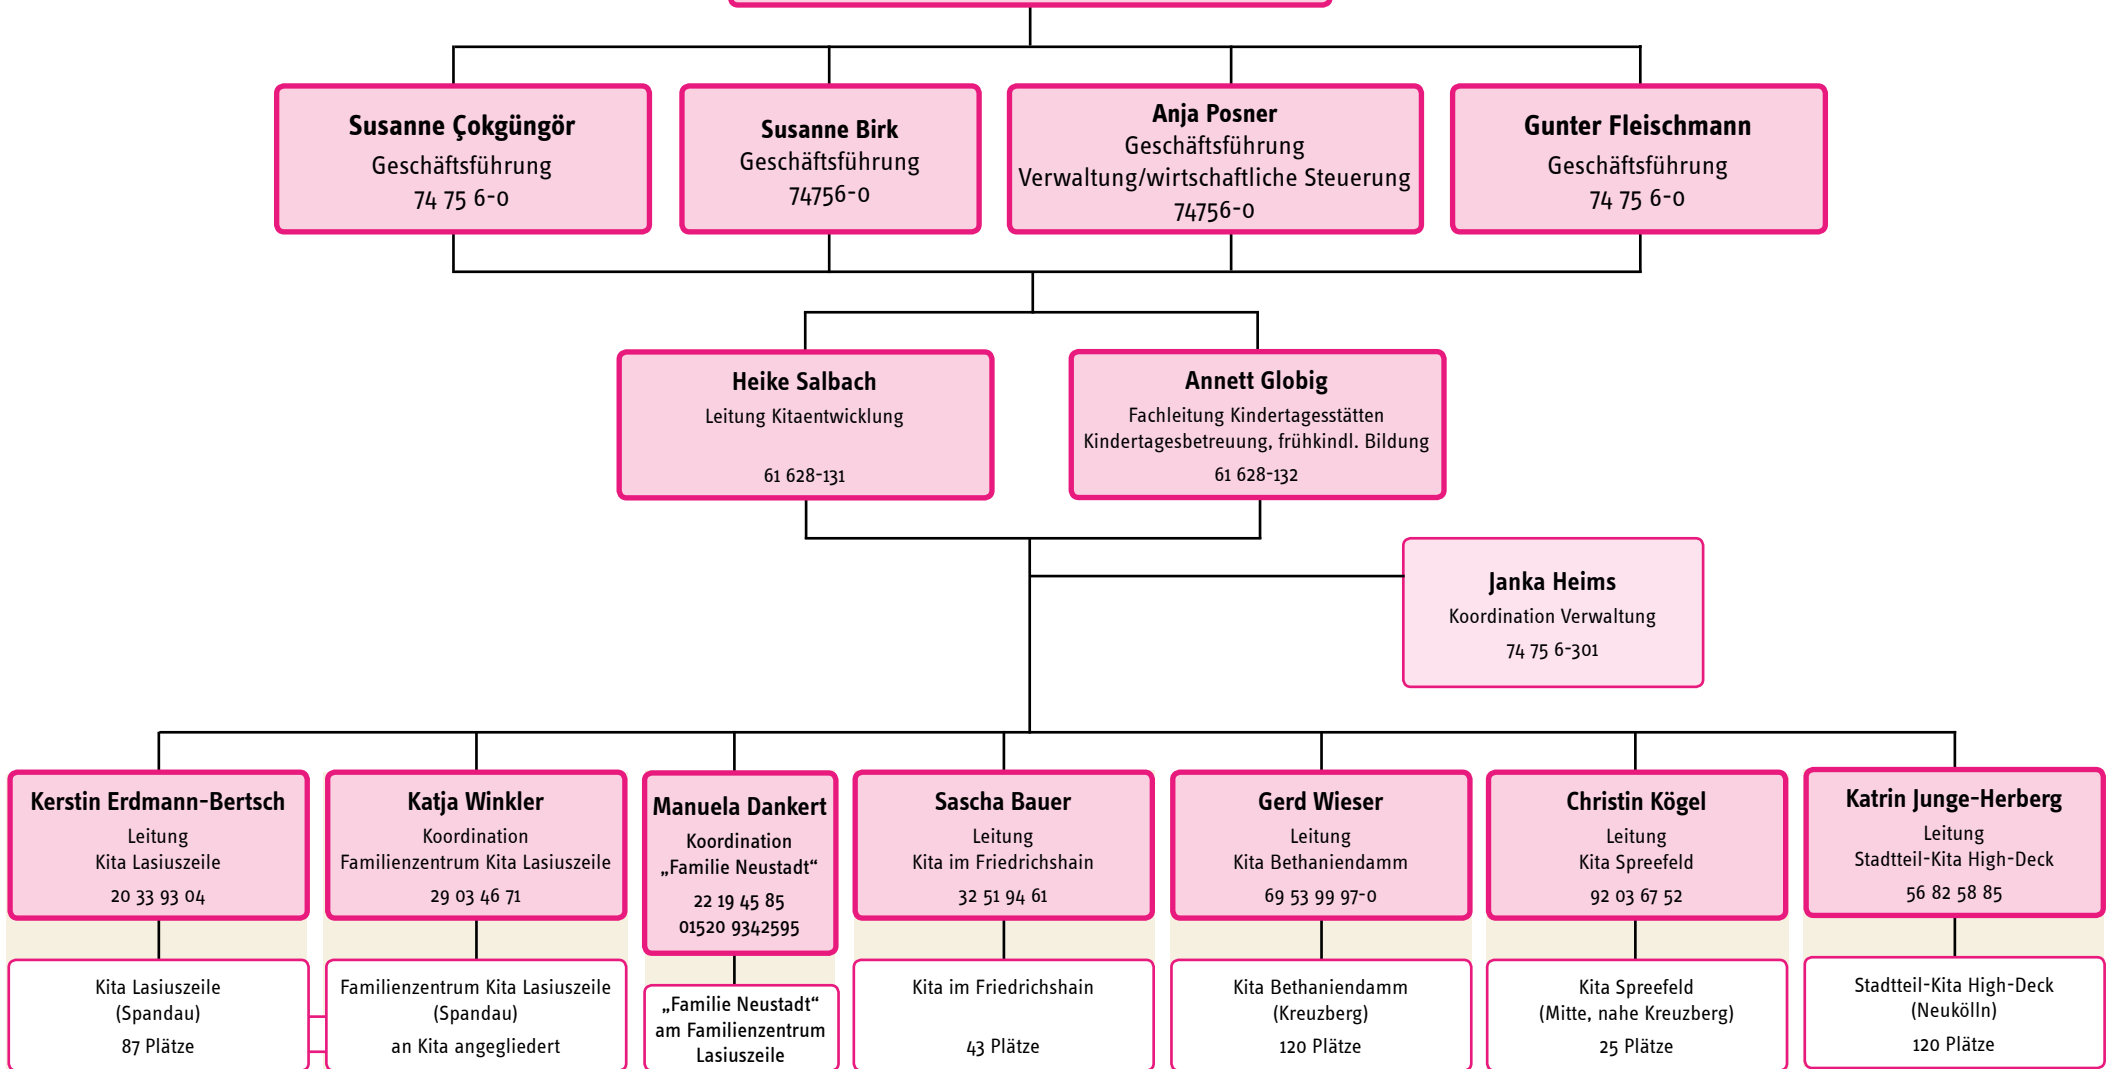 Susanne Çokgüngör
Geschäftsführung
74 75 6-0
Susanne Birk
Geschäftsführung
74756-0
Anja Posner
Geschäftsführung
Verwaltung/wirtschaftliche Steuerung
74756-0
Gunter Fleischmann
Geschäftsführung
74 75 6-0
Heike Salbach
Leitung Kitaentwicklung
61 628-131
Annett Globig
Fachleitung Kindertagesstätten
Kindertagesbetreuung, frühkindl. Bildung
61 628-132
Janka Heims
Koordination Verwaltung
74 75 6-301
Kerstin Erdmann-Bertsch
Leitung
Kita Lasiuszeile
20 33 93 04
Katja Winkler
Koordination
Familienzentrum Kita Lasiuszeile
29 03 46 71
Manuela Dankert
Koordination
„Familie Neustadt“
22 19 45 85
01520 9342595
Sascha Bauer
Leitung
Kita im Friedrichshain
32 51 94 61
Gerd Wieser
Leitung
Kita Bethaniendamm
69 53 99 97-0
Christin Kögel
Leitung
Kita Spreefeld
92 03 67 52
Katrin Junge-Herberg
Leitung
Stadtteil-Kita High-Deck
56 82 58 85
Kita Lasiuszeile
(Spandau)
87 Plätze
Familienzentrum Kita Lasiuszeile
(Spandau)
an Kita angegliedert
„Familie Neustadt“
am Familienzentrum
Lasiuszeile
Kita im Friedrichshain
43 Plätze
Kita Bethaniendamm
(Kreuzberg)
120 Plätze
Kita Spreefeld
(Mitte, nahe Kreuzberg)
25 Plätze
Stadtteil-Kita High-Deck
(Neukölln)
120 Plätze